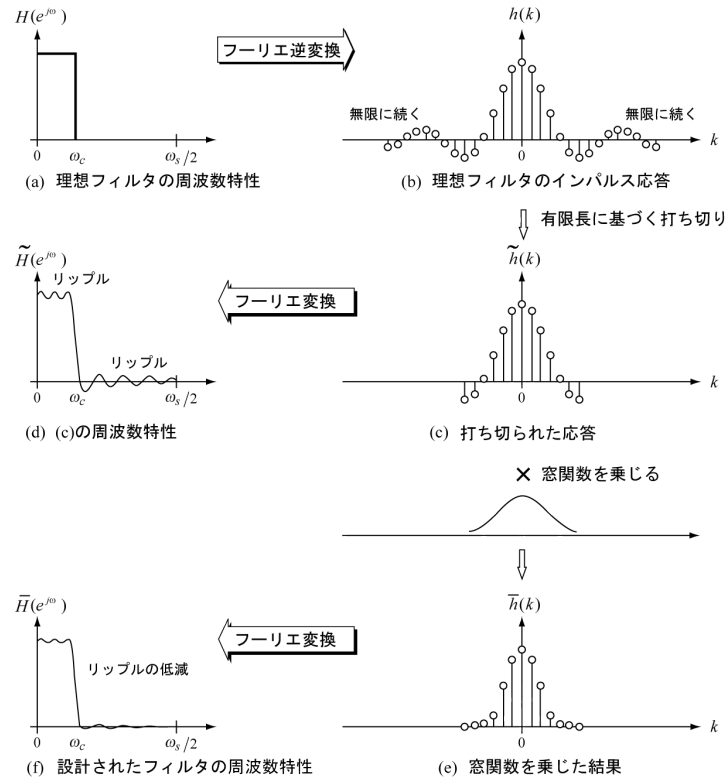 H(e^{jω})
フーリエ逆変換
h(k)
無限に続く
無限に続く
0
ω_c
ω_s/2
0
k
(a) 理想フィルタの周波数特性
(b) 理想フィルタのインパルス応答
有限長に基づく打ち切り
H̃(e^{jω})
リップル
フーリエ変換
h̃(k)
リップル
0
ω_c
ω_s/2
0
k
(d) (c)の周波数特性
(c) 打ち切られた応答
× 窓関数を乗じる
H̄(e^{jω})
フーリエ変換
h̄(k)
リップルの低減
0
ω_c
ω_s/2
0
k
(f) 設計されたフィルタの周波数特性
(e) 窓関数を乗じた結果